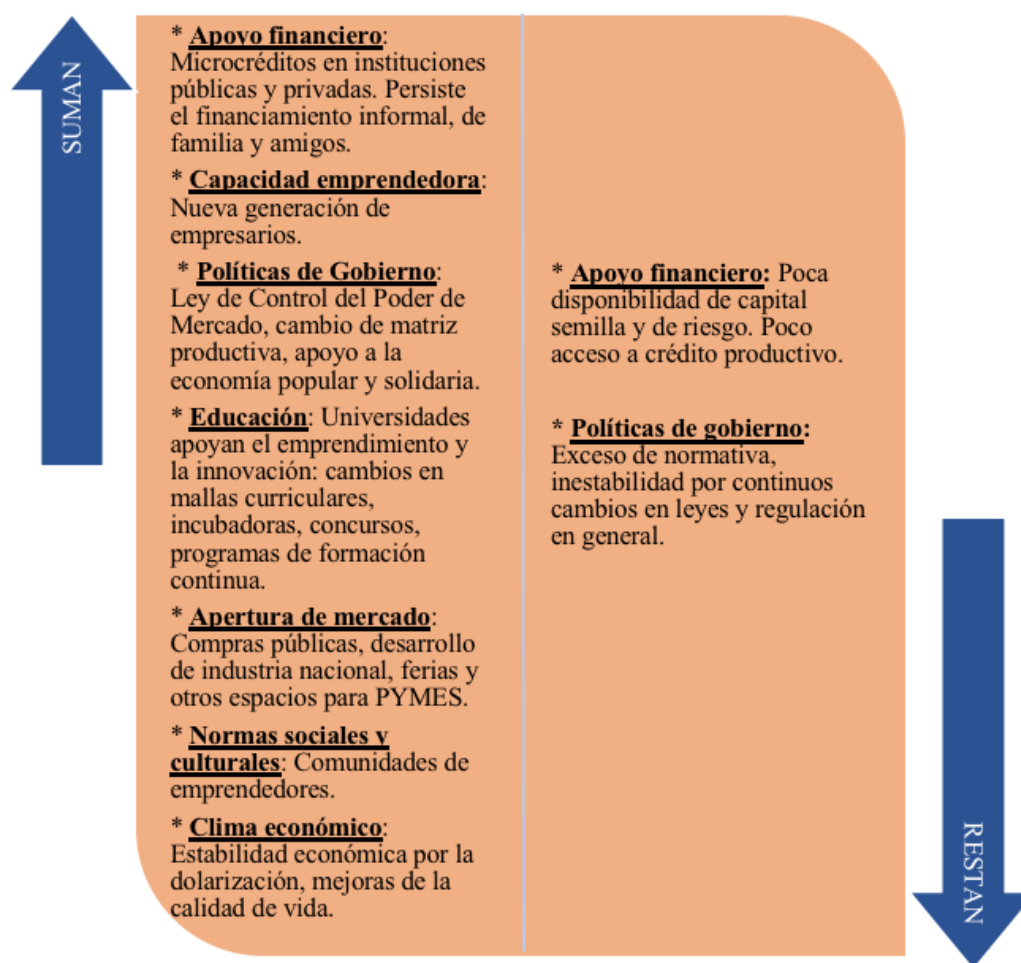 SUMAN
* Apoyo financiero:
Microcréditos en instituciones
públicas y privadas. Persiste
el financiamiento informal, de
familia y amigos.
* Capacidad emprendedora:
Nueva generación de
empresarios.
* Políticas de Gobierno:
Ley de Control del Poder de
Mercado, cambio de matriz
productiva, apoyo a la
economía popular y solidaria.
* Educación: Universidades
apoyan el emprendimiento y
la innovación: cambios en
mallas curriculares,
incubadoras, concursos,
programas de formación
continua.
* Apertura de mercado:
Compras públicas, desarrollo
de industria nacional, ferias y
otros espacios para PYMES.
* Normas sociales y
culturales: Comunidades de
emprendedores.
* Clima económico:
Estabilidad económica por la
dolarización, mejoras de la
calidad de vida.
* Apoyo financiero: Poca
disponibilidad de capital
semilla y de riesgo. Poco
acceso a crédito productivo.
* Políticas de gobierno:
Exceso de normativa,
inestabilidad por continuos
cambios en leyes y regulación
en general.
RESTAN